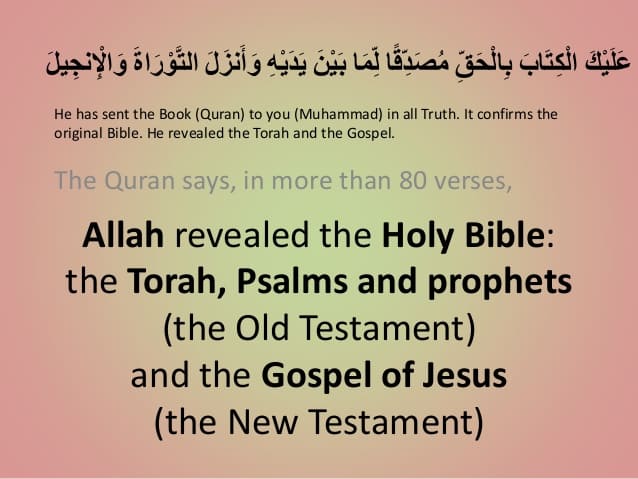 عَلَيْكَ الْكِتَابَ بِالْحَقِّ مُصَدِّقًا لِّمَا بَيْنَ يَدَيْهِ وَأَنزَلَ التَّوْرَاةَ وَالْإِنجِيلَ
He has sent the Book (Quran) to you (Muhammad) in all Truth. It confirms the
original Bible. He revealed the Torah and the Gospel.
The Quran says, in more than 80 verses,
Allah revealed the Holy Bible:
the Torah, Psalms and prophets
(the Old Testament)
and the Gospel of Jesus
(the New Testament)